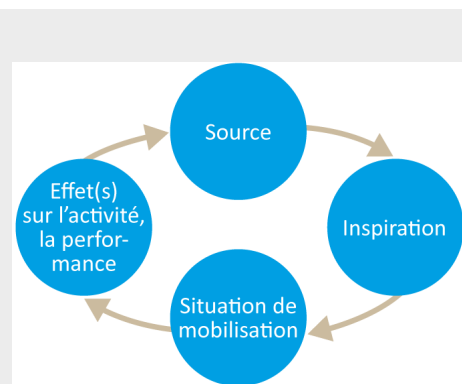 Source
Inspiration
Situation de
mobilisation
Effet(s)
sur l’activité,
la perfor-
mance